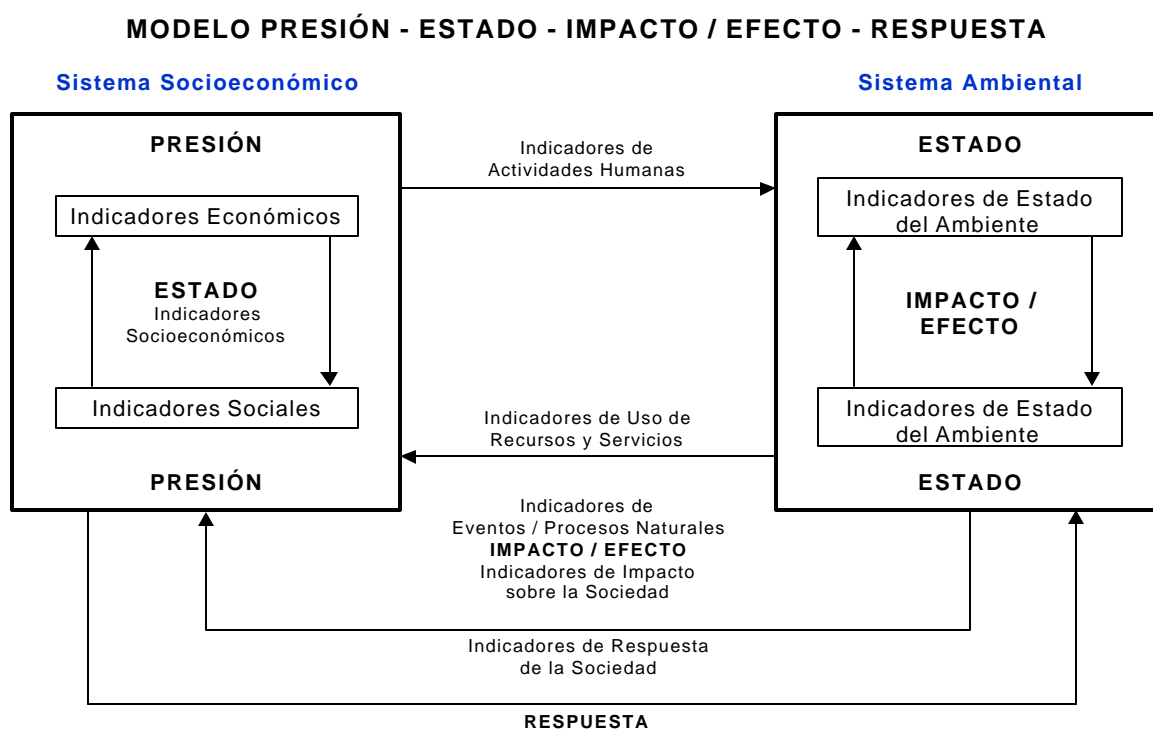 MODELO PRESIÓN - ESTADO - IMPACTO / EFECTO - RESPUESTA
Sistema Socioeconómico
Sistema Ambiental
PRESIÓN
Indicadores Económicos
ESTADO
Indicadores
Socioeconómicos
Indicadores Sociales
PRESIÓN
Indicadores de
Actividades Humanas
Indicadores de Uso de
Recursos y Servicios
ESTADO
Indicadores de Estado
del Ambiente
IMPACTO /
EFECTO
Indicadores de Estado
del Ambiente
ESTADO
Indicadores de
Eventos / Procesos Naturales
IMPACTO / EFECTO
Indicadores de Impacto
sobre la Sociedad
Indicadores de Respuesta
de la Sociedad
RESPUESTA